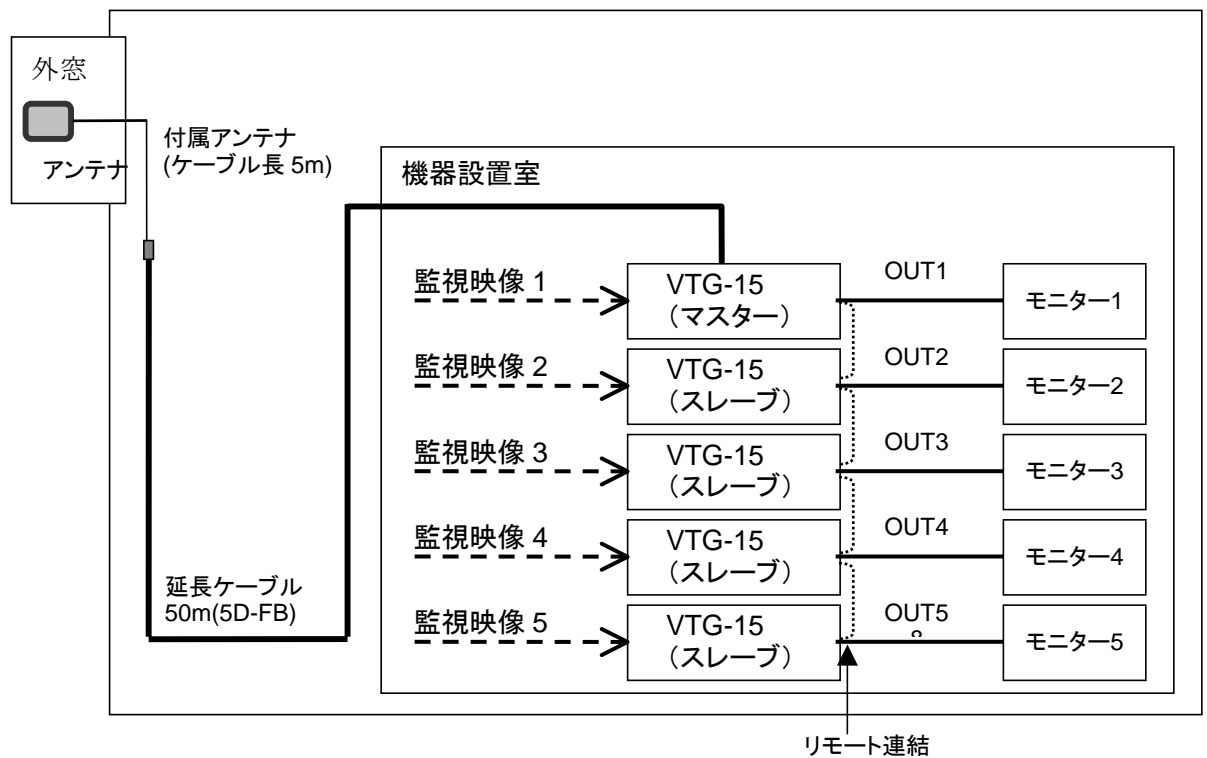 外窓
アンテナ
付属アンテナ
(ケーブル長 5m)
機器設置室
監視映像 1
VTG-15
（マスター）
OUT1
モニター1
監視映像 2
VTG-15
（スレーブ）
OUT2
モニター2
監視映像 3
VTG-15
（スレーブ）
OUT3
モニター3
監視映像 4
VTG-15
（スレーブ）
OUT4
モニター4
延長ケーブル
50m(5D-FB)
監視映像 5
VTG-15
（スレーブ）
OUT5
モニター5
リモート連結